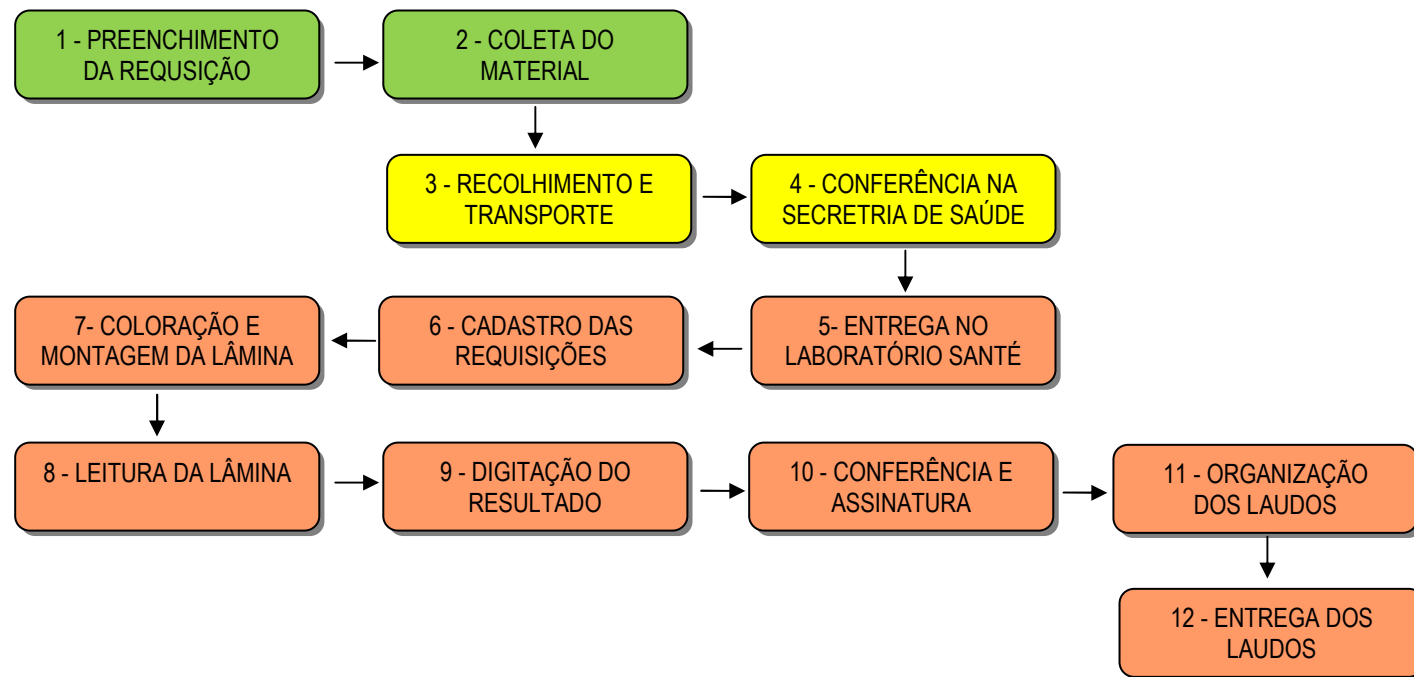 1 - PREENCHIMENTO
DA REQUSIÇÃO
2 - COLETA DO
MATERIAL
3 - RECOLHIMENTO E
TRANSPORTE
4 - CONFERÊNCIA NA
SECRETRIA DE SAÚDE
5- ENTREGA NO
LABORATÓRIO SANTÉ
6 - CADASTRO DAS
REQUISIÇÕES
7- COLORAÇÃO E
MONTAGEM DA LÂMINA
8 - LEITURA DA LÂMINA
9 - DIGITAÇÃO DO
RESULTADO
10 - CONFERÊNCIA E
ASSINATURA
11 - ORGANIZAÇÃO
DOS LAUDOS
12 - ENTREGA DOS
LAUDOS